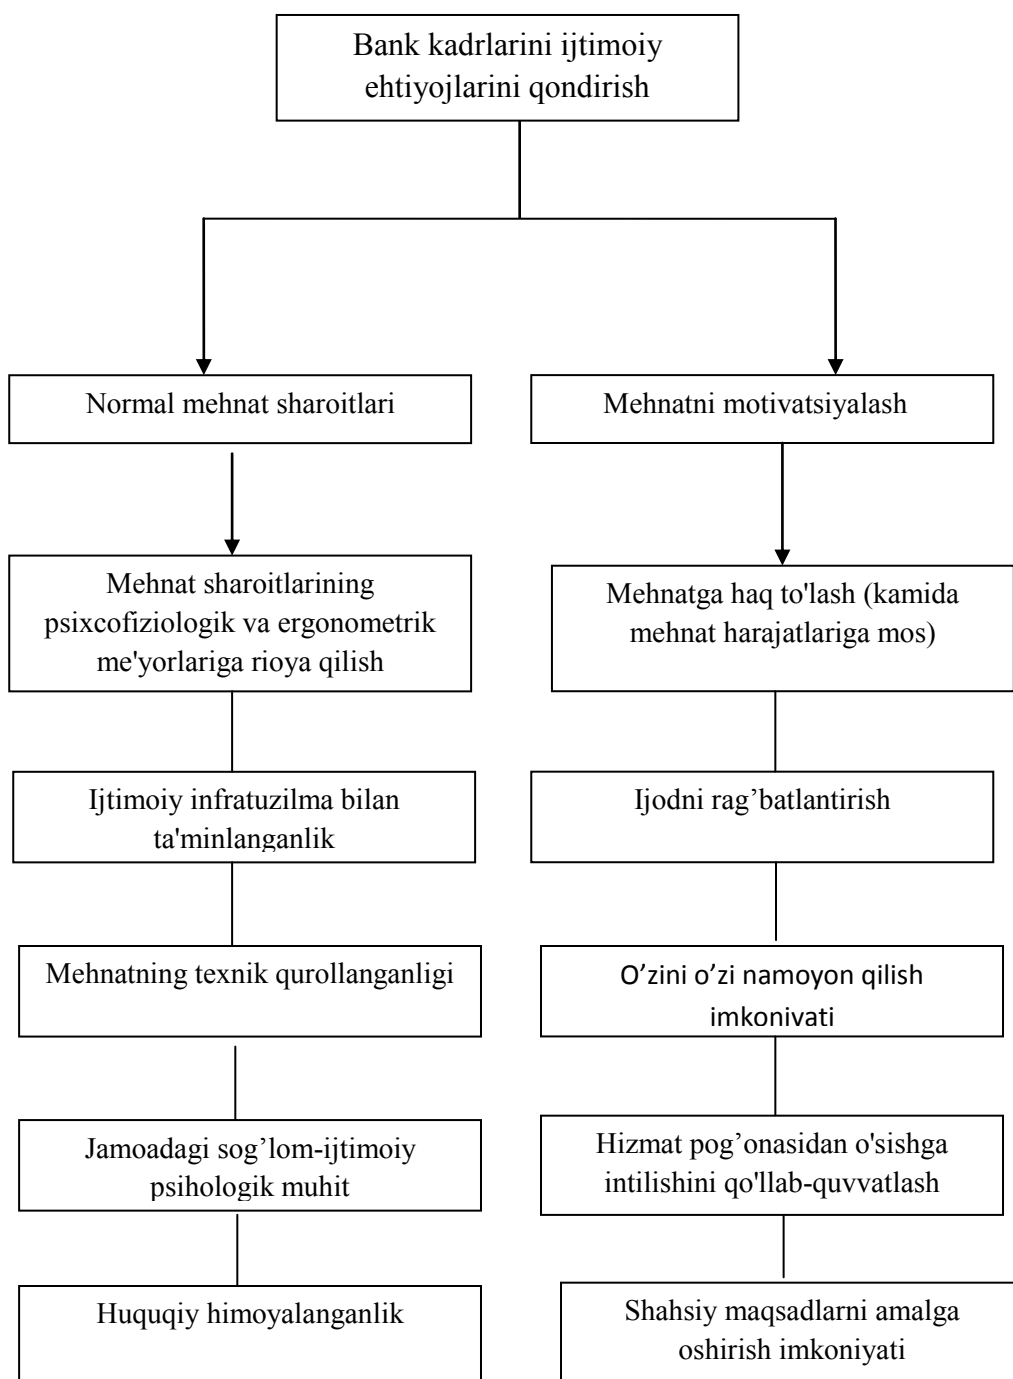 Bank kadrlarini ijtimoiy
ehtiyojlarini qondirish
Normal mehnat sharoitlari
Mehnatni motivatsiyalash
Mehnat sharoitlarining
psixcofiziologik va ergonometrik
me'yorlariga rioya qilish
Mehnatga haq to'lash (kamida
mehnat harajatlariga mos)
Ijtimoiy infratuzilma bilan
ta'minlanganlik
Ijodni rag’batlantirish
Mehnatning texnik qurollanganligi
O’zini o’zi namoyon qilish
imkoniyati
Jamoadagi sog’lom-ijtimoiy
psihologik muhit
Hizmat pog’onasidan o'sishga
intilishini qo'llab-quvvatlash
Huquqiy himoyalanganlik
Shahsiy maqsadlarni amalga
oshirish imkoniyati